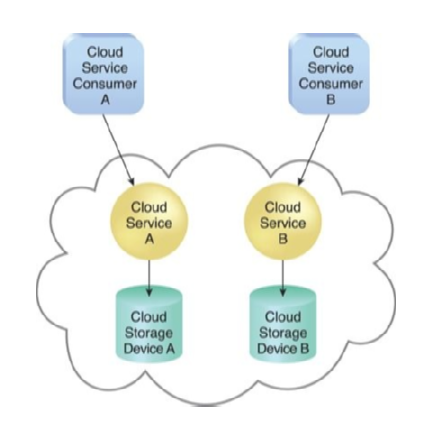 Cloud
Service
Consumer
A
Cloud
Service
Consumer
B
Cloud
Service
A
Cloud
Service
B
Cloud
Storage
Device A
Cloud
Storage
Device B